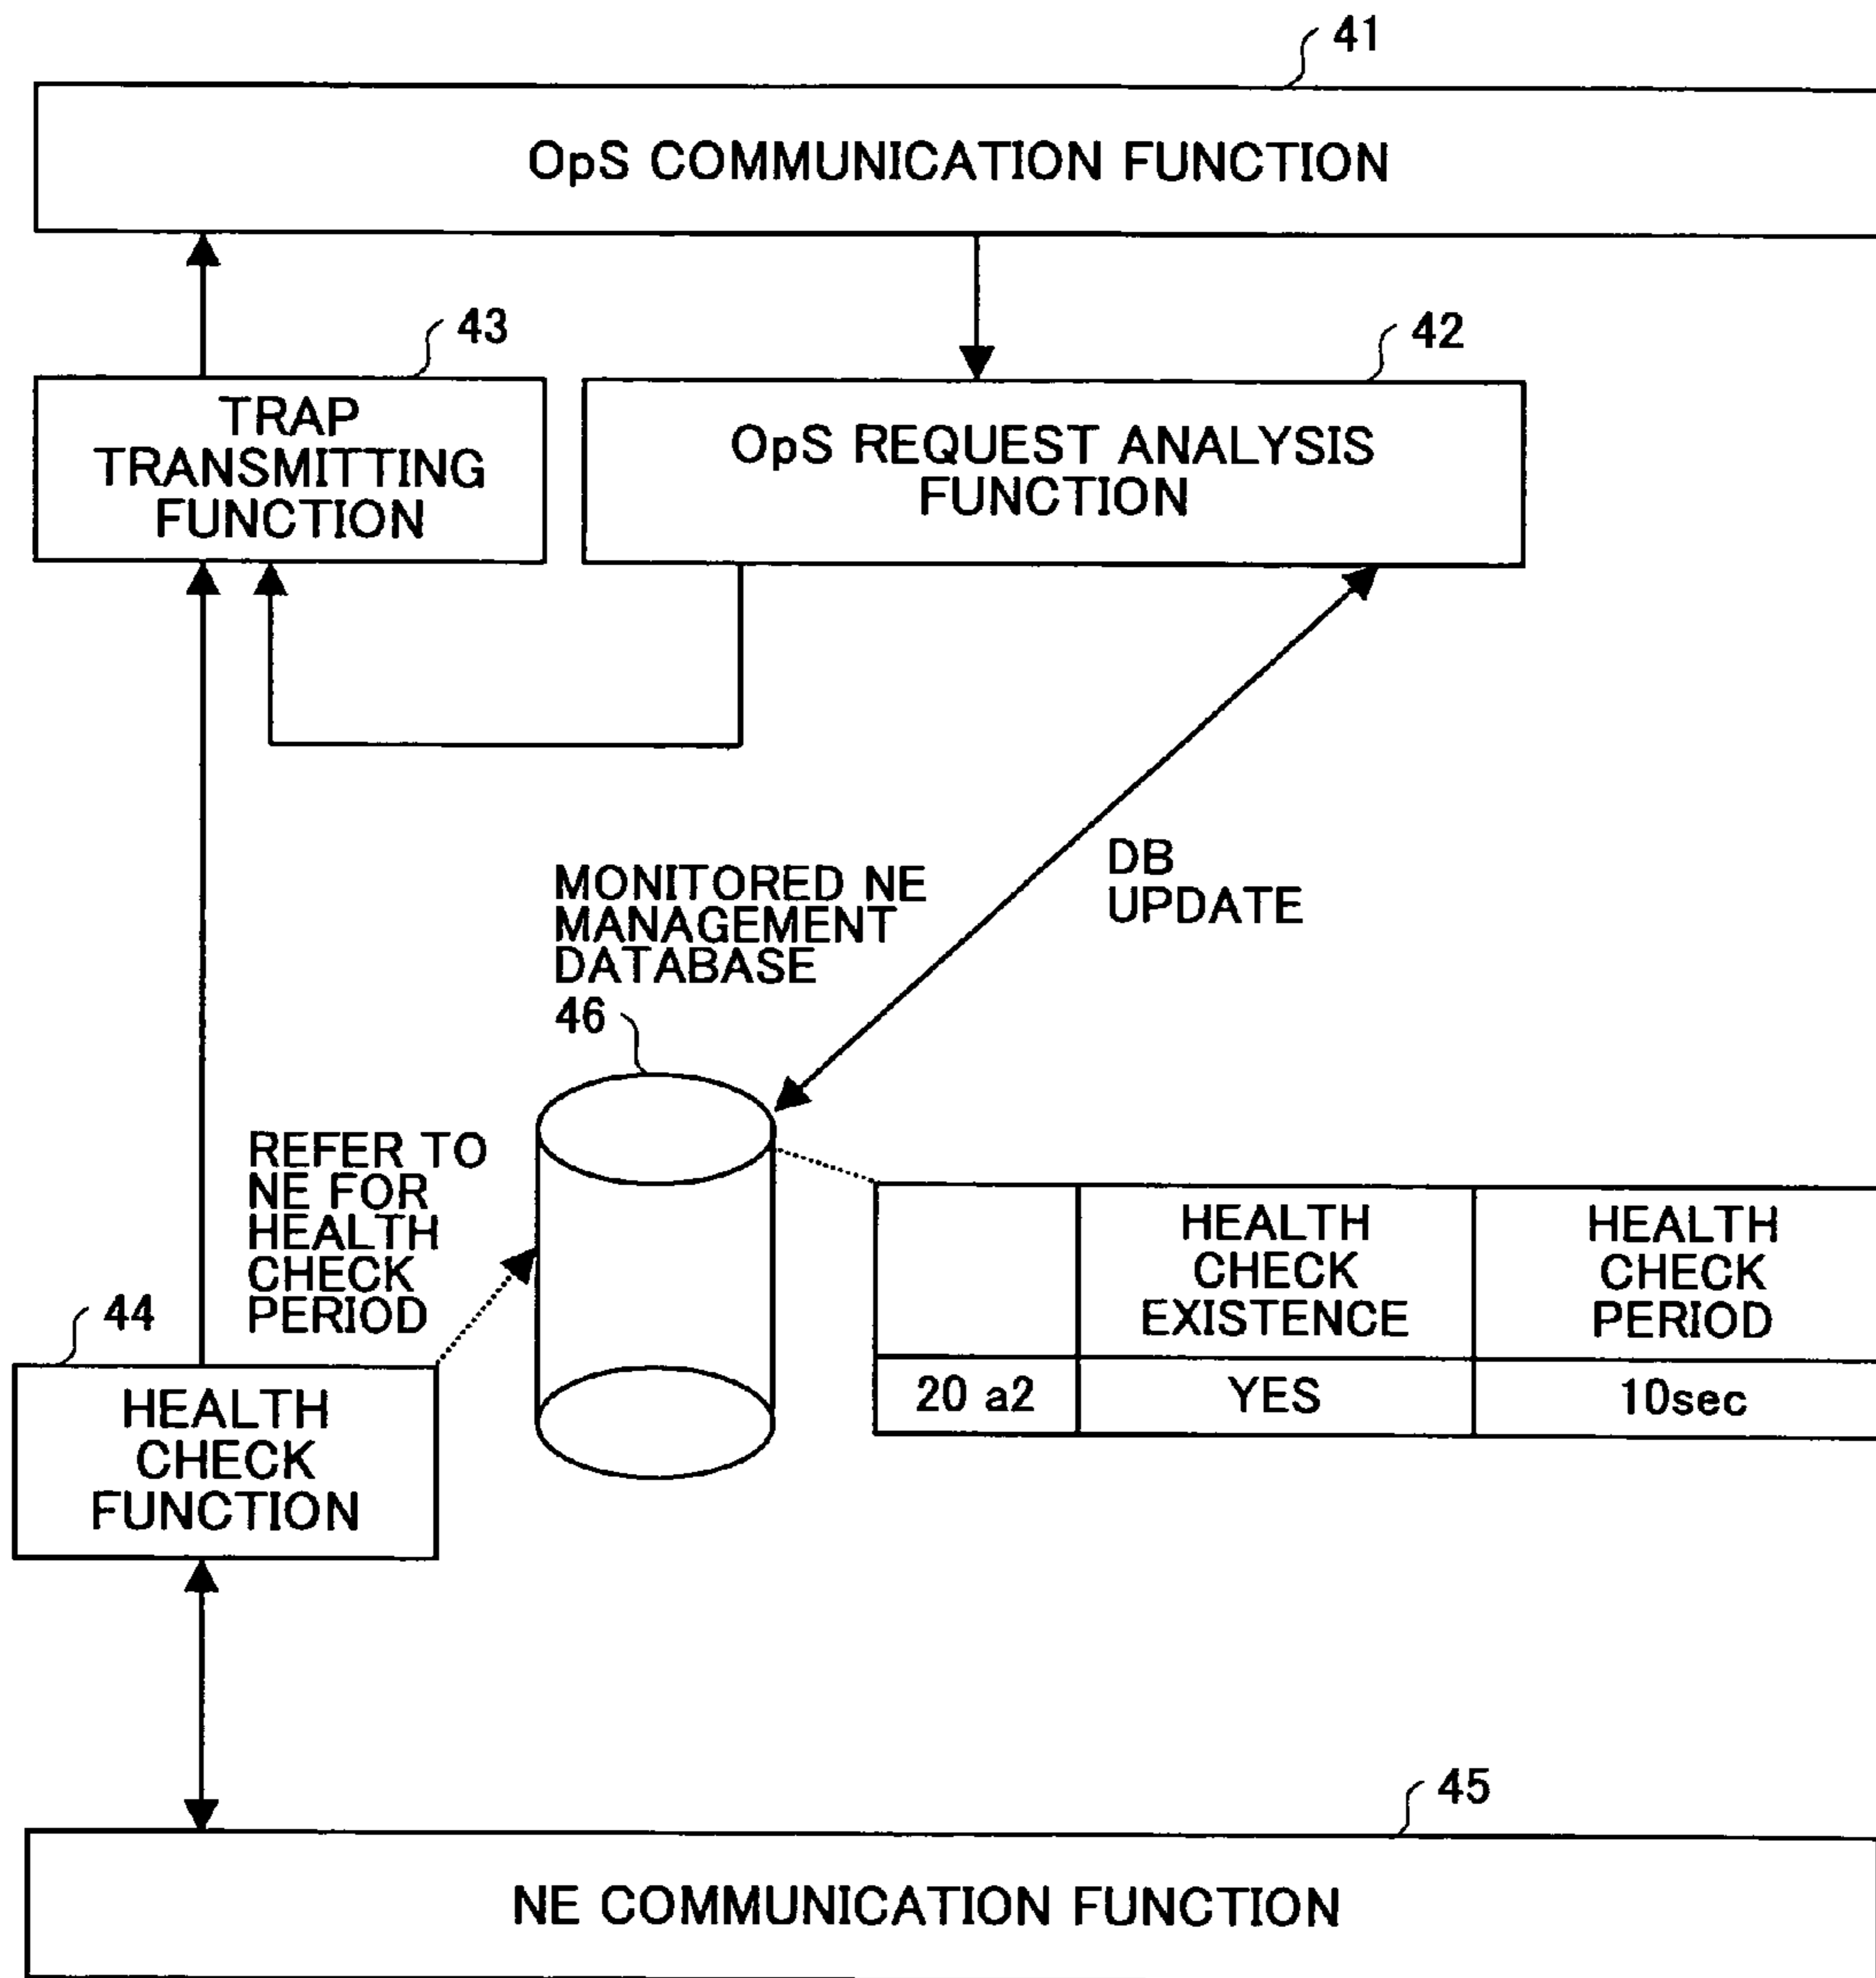 41
OpS COMMUNICATION FUNCTION
43
42
TRAP
TRANSMITTING
FUNCTION
OpS REQUEST ANALYSIS
FUNCTION
DB
UPDATE
MONITORED NE
MANAGEMENT
DATABASE
46
REFER TO
NE FOR
HEALTH
CHECK
PERIOD
HEALTH
CHECK
EXISTENCE
HEALTH
CHECK
PERIOD
20 a2
YES
10sec
44
HEALTH
CHECK
FUNCTION
45
NE COMMUNICATION FUNCTION